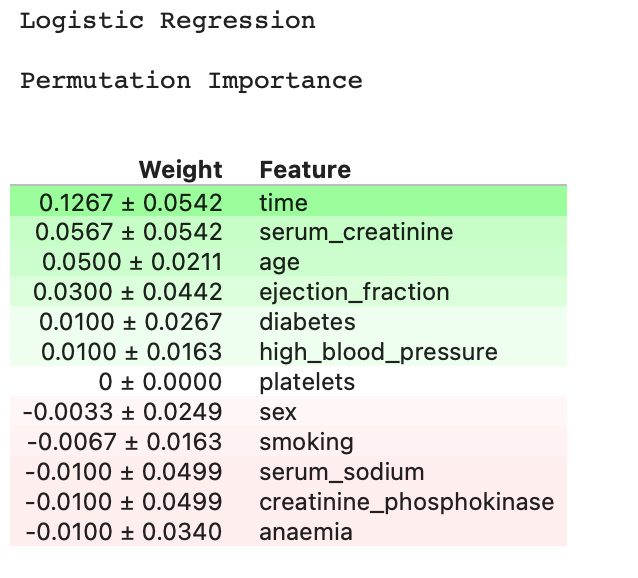 Logistic Regression
Permutation Importance
Weight Feature
0.1267 ± 0.0542 time
0.0567 ± 0.0542 serum_creatinine
0.0500 ± 0.0211 age
0.0300 ± 0.0442 ejection_fraction
0.0100 ± 0.0267 diabetes
0.0100 ± 0.0163 high_blood_pressure
0 ± 0.0000 platelets
-0.0033 ± 0.0249 sex
-0.0067 ± 0.0163 smoking
-0.0100 ± 0.0499 serum_sodium
-0.0100 ± 0.0499 creatinine_phosphokinase
-0.0100 ± 0.0340 anaemia